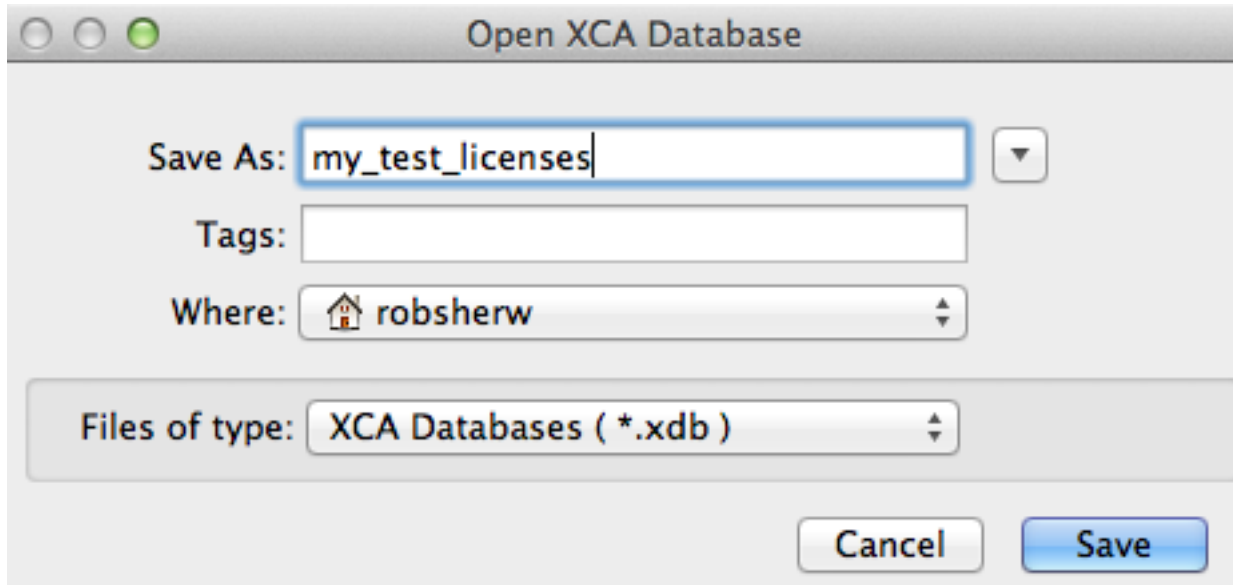 Open XCA Database
Save As: my_test_licenses
Tags:
Where: robsherw
Files of type: XCA Databases ( *.xdb )
Cancel Save